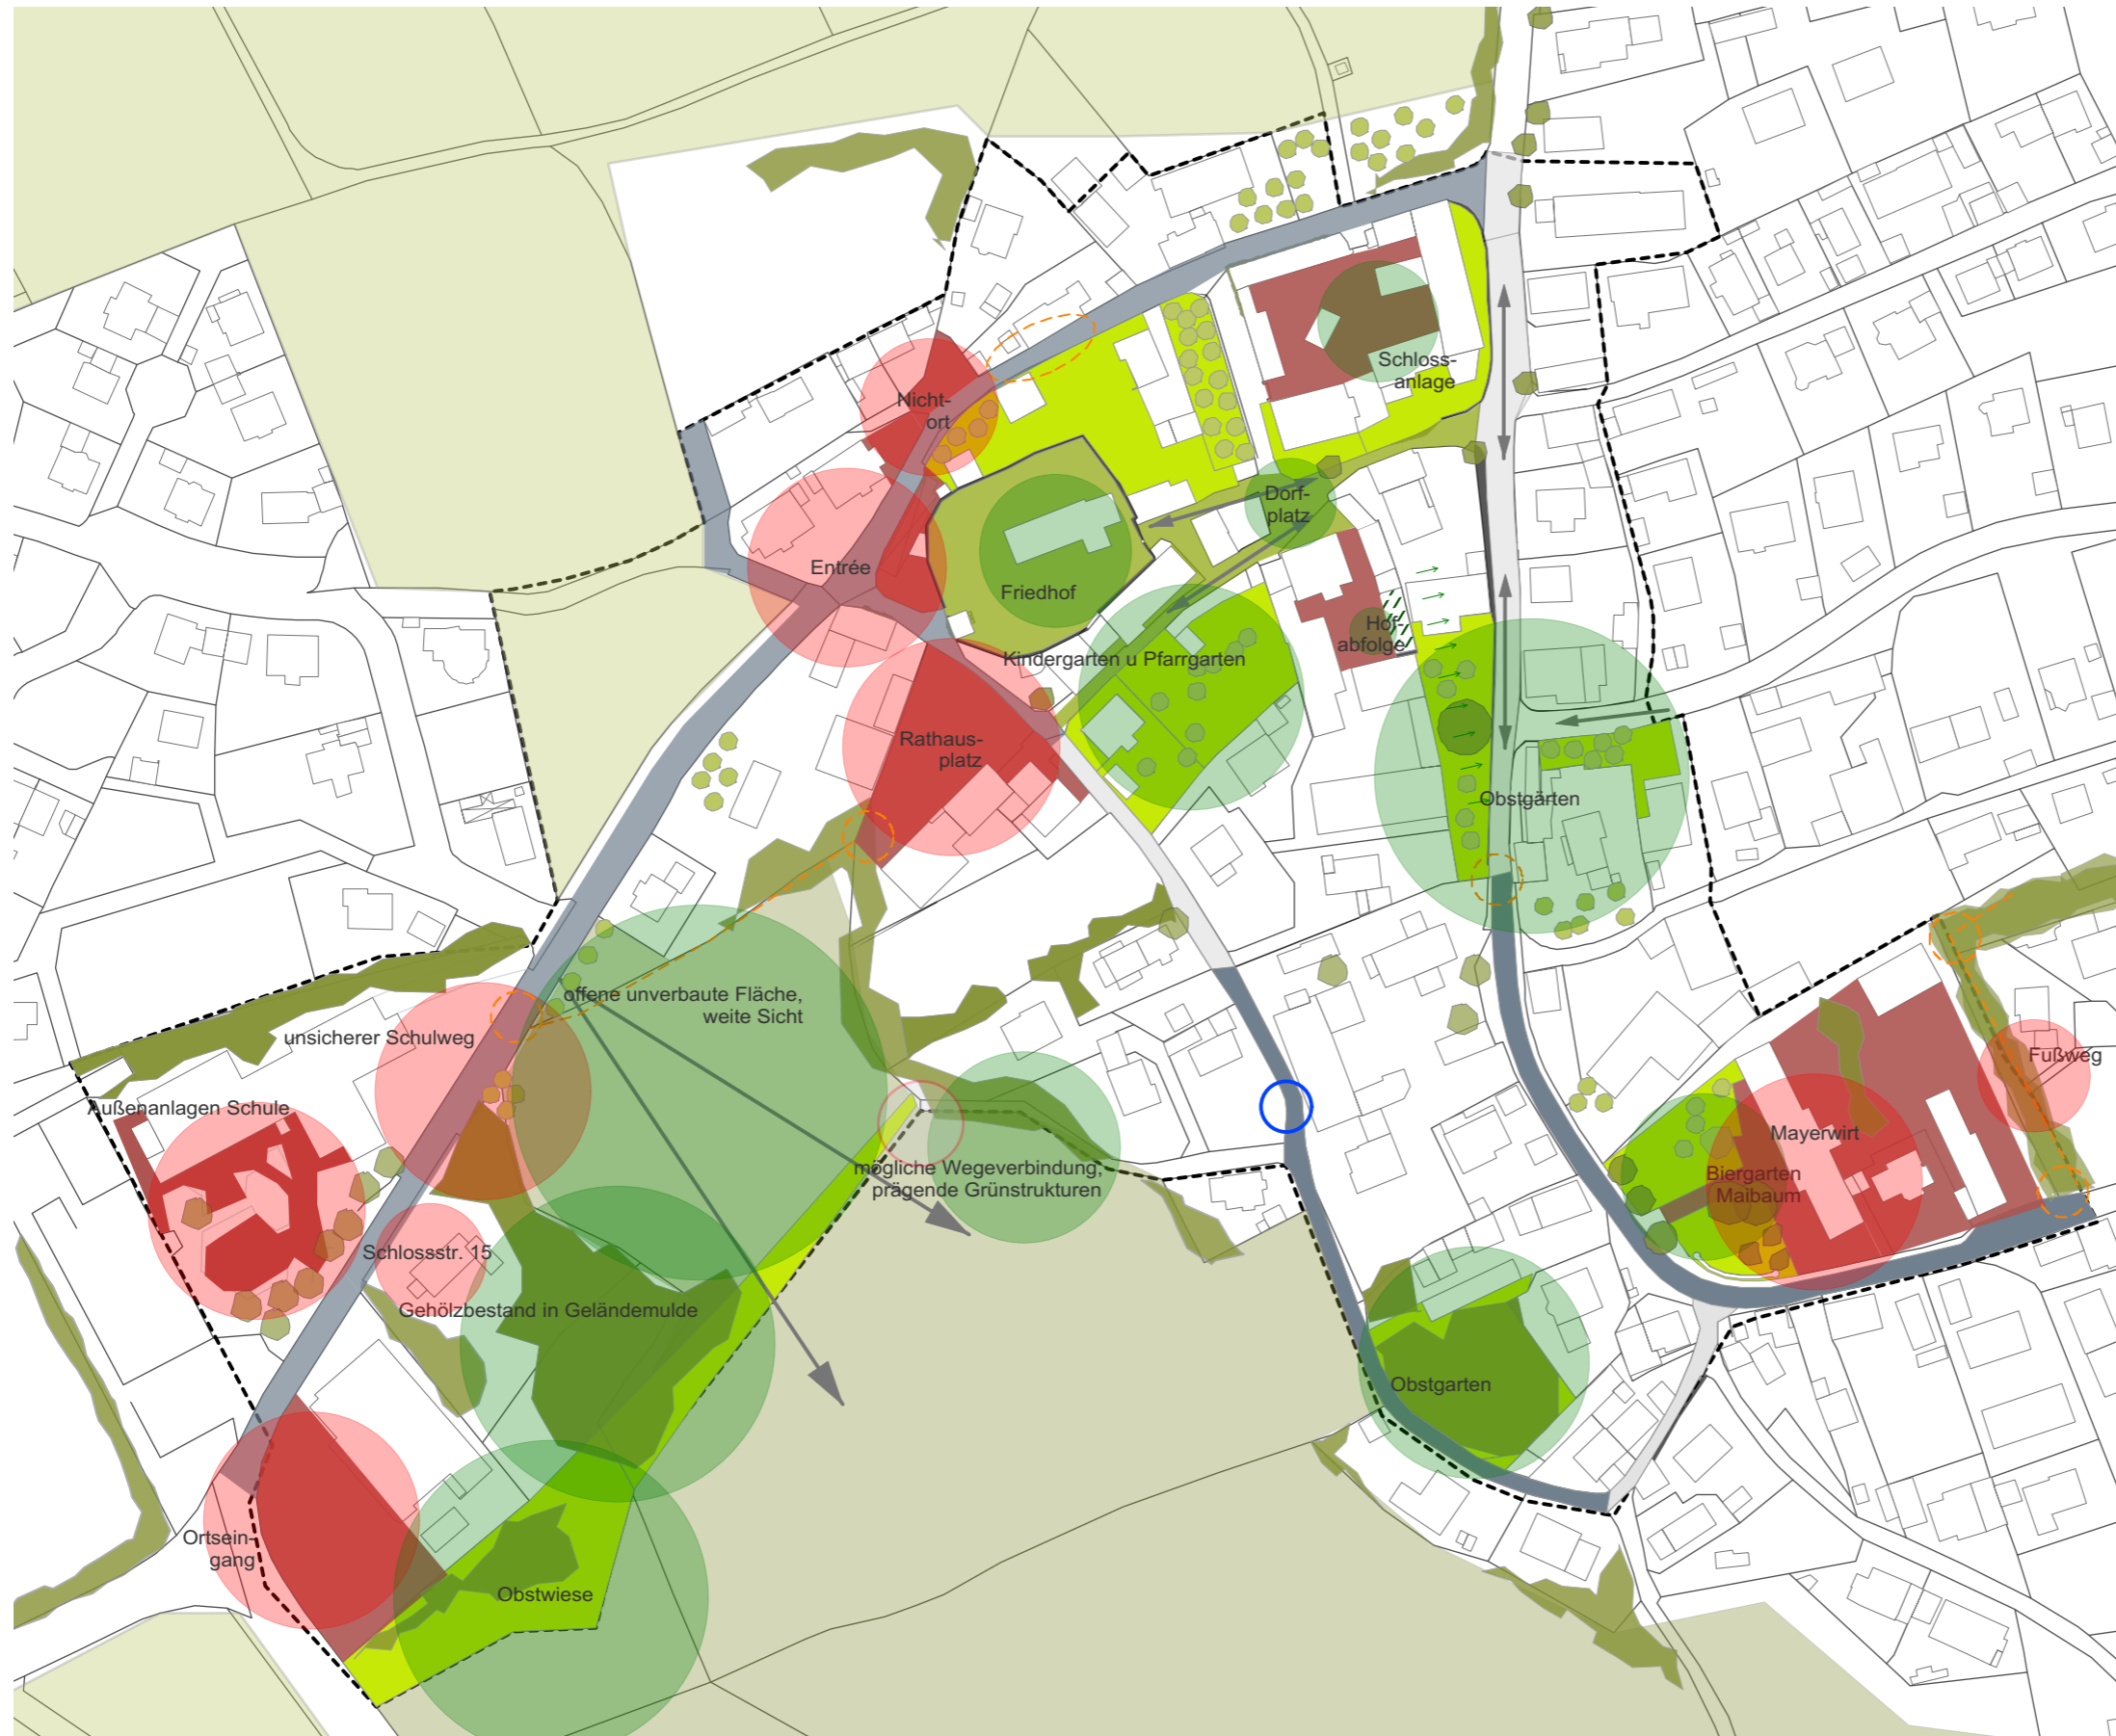 Schloss-
anlage
Nicht-
ort
Dorf-
platz
Entrée
Friedhof
Hof-
abfolge
Kindergarten u Pfarrgarten
Rathaus-
platz
Obstgärten
offene unverbaute Fläche,
weite Sicht
unsicherer Schulweg
Fußweg
Außenanlagen Schule
Mayerwirt
mögliche Wegeverbindung,
prägende Grünstrukturen
Biergarten
Maibaum
Schlossstr. 15
Gehölzbestand in Geländemulde
Obstgarten
Ortsein-
gang
Obstwiese